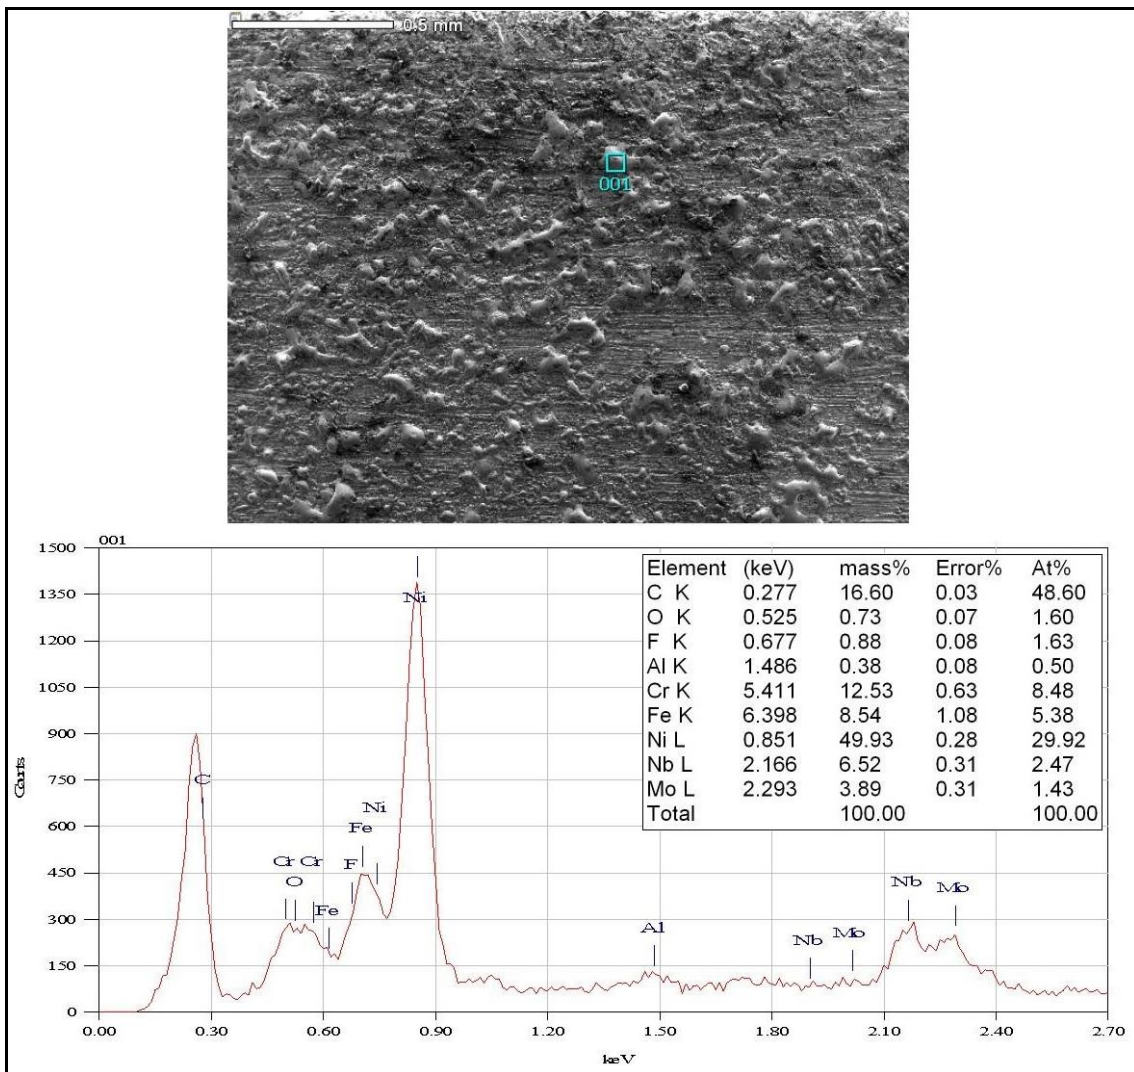 0.5 mm
001
001
1500
1350
1200
1050
900
750
600
450
300
150
0
Counts
C
Cr Cr
O
Fe
F
Fe
Ni
Ni
Al
Nb
Mo
Nb
Mo
Element (keV) mass% Error% At%
C K 0.277 16.60 0.03 48.60
O K 0.525 0.73 0.07 1.60
F K 0.677 0.88 0.08 1.63
Al K 1.486 0.38 0.08 0.50
Cr K 5.411 12.53 0.63 8.48
Fe K 6.398 8.54 1.08 5.38
Ni L 0.851 49.93 0.28 29.92
Nb L 2.166 6.52 0.31 2.47
Mo L 2.293 3.89 0.31 1.43
Total 100.00 100.00
0.00 0.30 0.60 0.90 1.20 1.50 1.80 2.10 2.40 2.70
keV